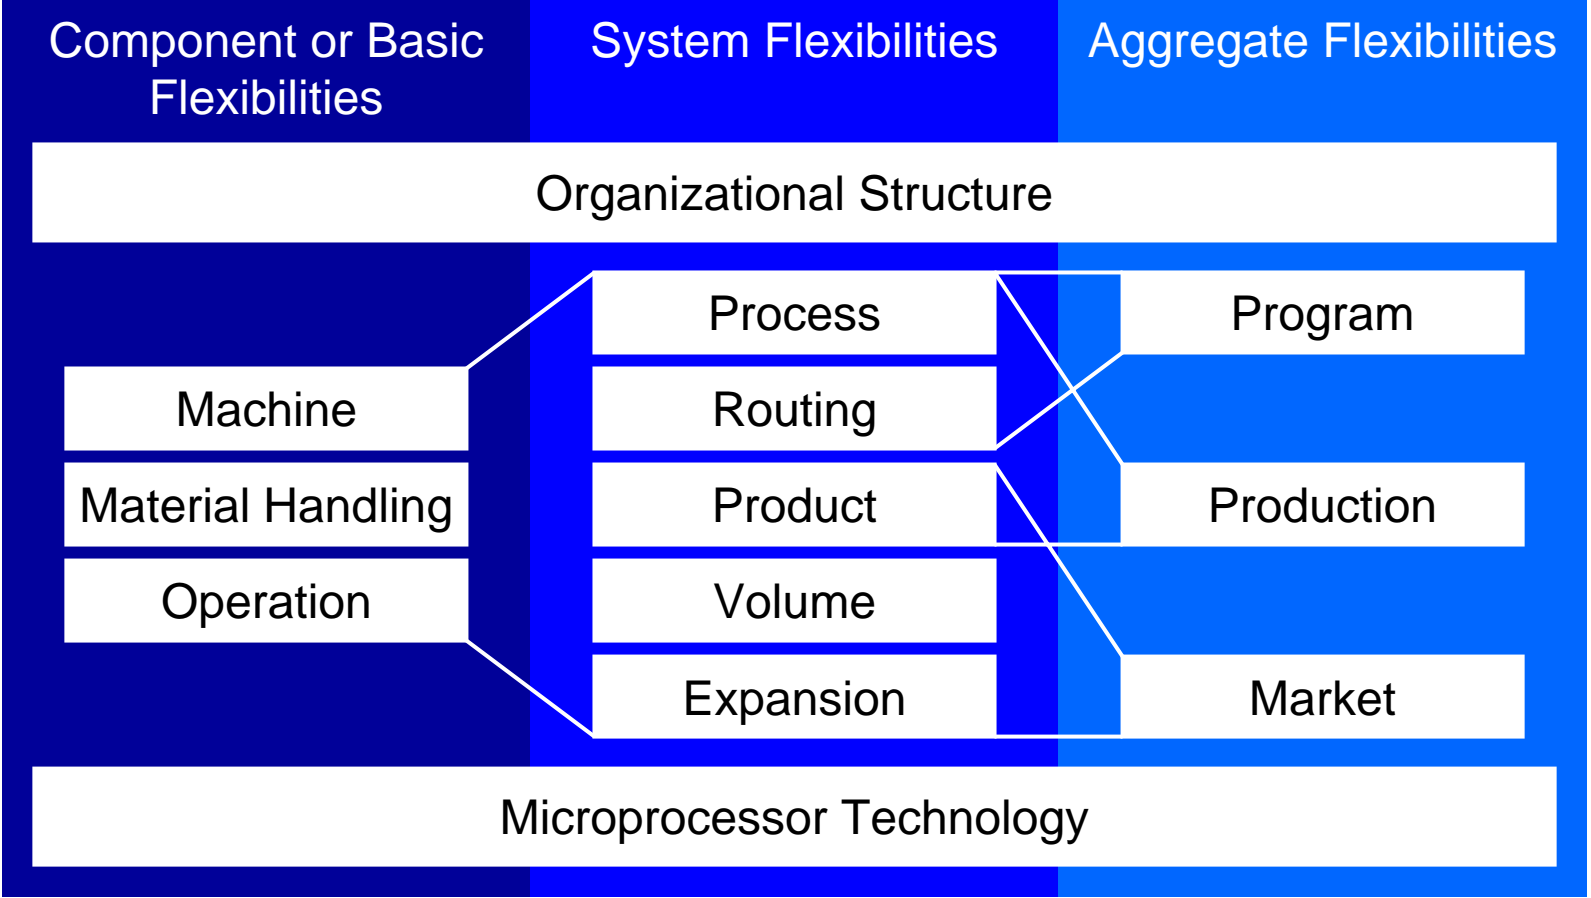 Component or Basic
Flexibilities
System Flexibilities
Aggregate Flexibilities
Organizational Structure
Machine
Material Handling
Operation
Process
Routing
Product
Volume
Expansion
Program
Production
Market
Microprocessor Technology